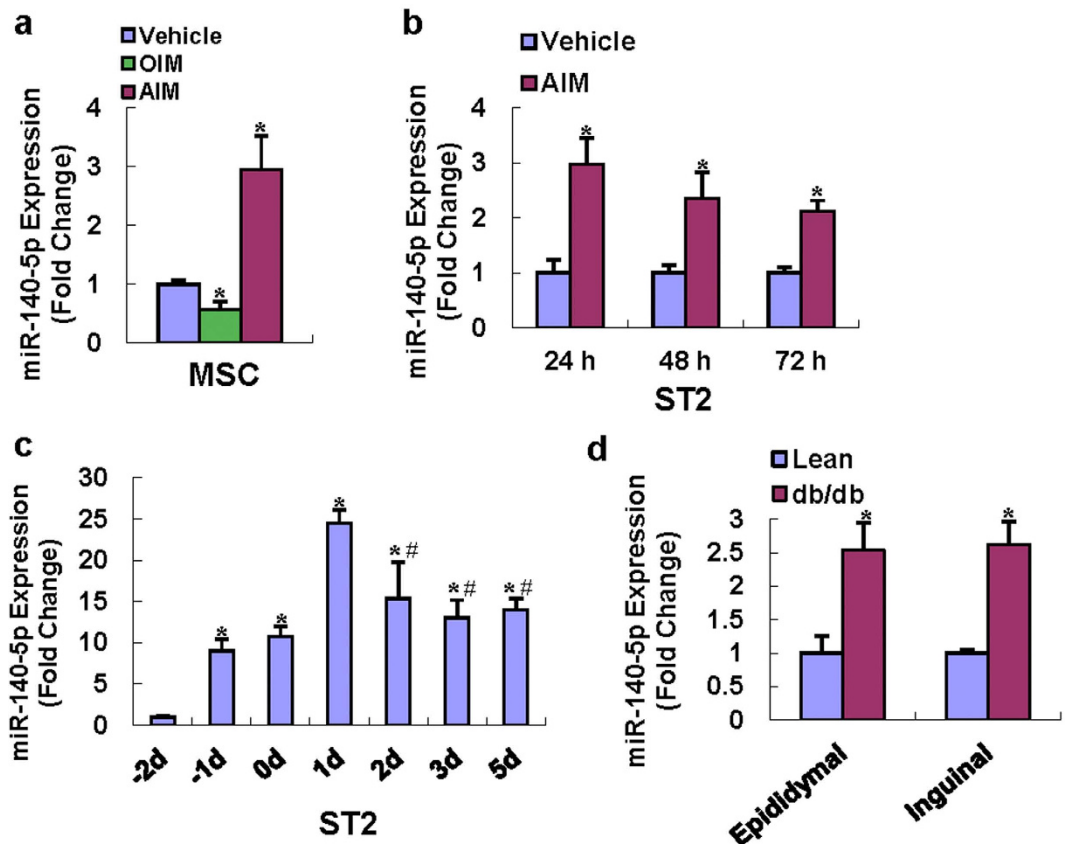 a
Vehicle
OIM
AIM
miR-140-5p Expression
(Fold Change)
4
3
2
1
0
*
*
MSC
b
Vehicle
AIM
miR-140-5p Expression
(Fold Change)
4
3
2
1
0
*
*
*
24 h 48 h 72 h
ST2
c
miR-140-5p Expression
(Fold Change)
30
25
20
15
10
5
0
*
*
*
*#
*#
*#
-2d -1d 0d 1d 2d 3d 5d
ST2
d
Lean
db/db
miR-140-5p Expression
(Fold Change)
3
2.5
2
1.5
1
0.5
0
*
*
Epididymal
Inguinal